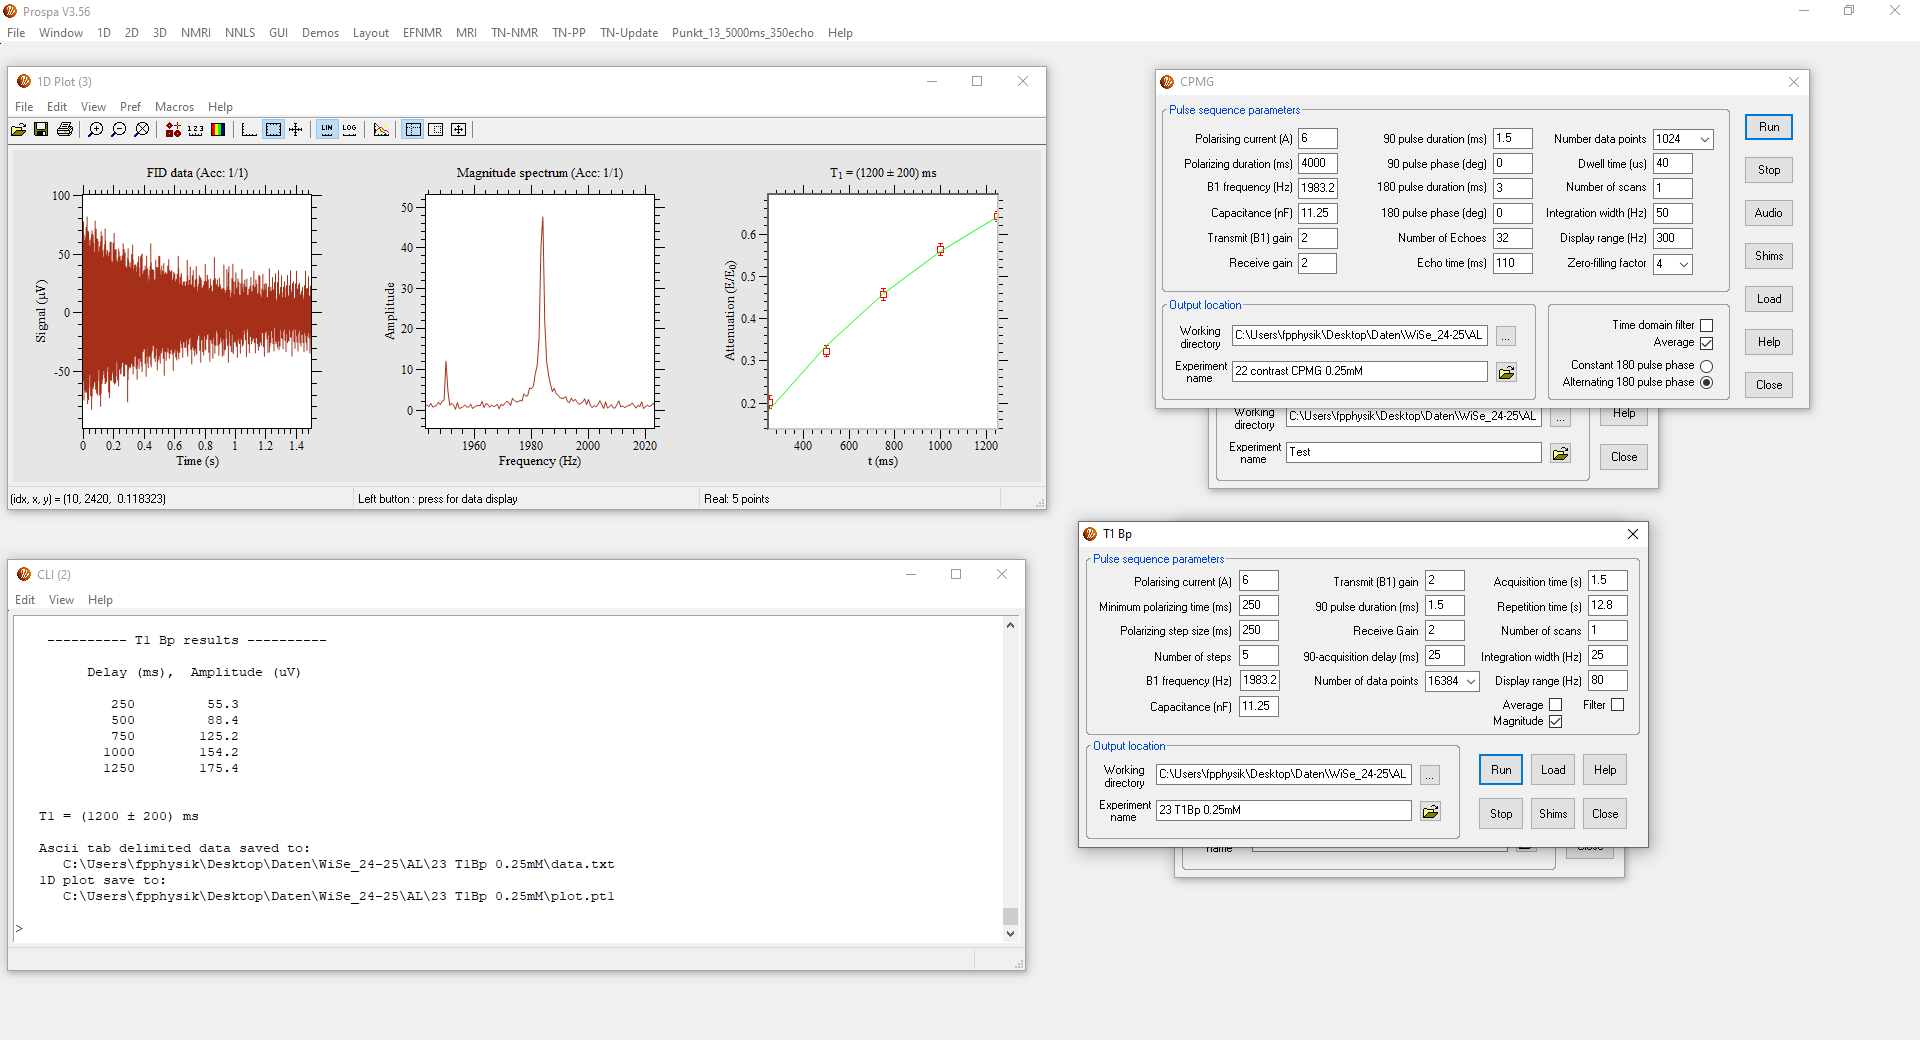 Prospa V3.56
File Window 1D 2D 3D NMRI NNLS GUI Demos Layout EFNMR MRI TN-NMR TN-PP TN-Update Punkt_13_5000ms_350echo Help
1D Plot (3)
File Edit View Pref Macros Help
1 2 3 LIN LOG
FID data (Acc: 1/1)
Signal (µV)
100
50
0
-50
0 0.2 0.4 0.6 0.8 1 1.2 1.4
Time (s)
Magnitude spectrum (Acc: 1/1)
Amplitude
50
40
30
20
10
0
1960 1980 2000 2020
Frequency (Hz)
T1 = (1200 ± 200) ms
Attenuation (E/E0)
0.6
0.5
0.4
0.3
0.2
400 600 800 1000 1200
t (ms)
(idx, x, y) = (10, 2420, 0.118323)
Left button : press for data display
Real: 5 points
CLI (2)
Edit View Help
---------- T1 Bp results ----------
Delay (ms), Amplitude (uV)
250 55.3
500 88.4
750 125.2
1000 154.2
1250 175.4
T1 = (1200 ± 200) ms
Ascii tab delimited data saved to:
C:\Users\fpphysik\Desktop\Daten\WiSe_24-25\AL\23 T1Bp 0.25mM\data.txt
1D plot save to:
C:\Users\fpphysik\Desktop\Daten\WiSe_24-25\AL\23 T1Bp 0.25mM\plot.pt1
>
CPMG
Pulse sequence parameters
Polarising current (A) 6 90 pulse duration (ms) 1.5 Number data points 1024
Polarizing duration (ms) 4000 90 pulse phase (deg) 0 Dwell time (us) 40
B1 frequency (Hz) 1983.2 180 pulse duration (ms) 3 Number of scans 1
Capacitance (nF) 11.25 180 pulse phase (deg) 0 Integration width (Hz) 50
Transmit (B1) gain 2 Number of Echoes 32 Display range (Hz) 300
Receive gain 2 Echo time (ms) 110 Zero-filling factor 4
Output location
Working directory C:\Users\fpphysik\Desktop\Daten\WiSe_24-25\AL ...
Experiment name 22 contrast CPMG 0.25mM
Time domain filter
Average
Constant 180 pulse phase
Alternating 180 pulse phase
Run
Stop
Audio
Shims
Load
Help
Close
Working directory C:\Users\fpphysik\Desktop\Daten\WiSe_24-25\AL ... Help
Experiment name Test Close
T1 Bp
Pulse sequence parameters
Polarising current (A) 6 Transmit (B1) gain 2 Acquisition time (s) 1.5
Minimum polarizing time (ms) 250 90 pulse duration (ms) 1.5 Repetition time (s) 12.8
Polarizing step size (ms) 250 Receive Gain 2 Number of scans 1
Number of steps 5 90-acquisition delay (ms) 25 Integration width (Hz) 25
B1 frequency (Hz) 1983.2 Number of data points 16384 Display range (Hz) 80
Capacitance (nF) 11.25 Average Filter
Magnitude
Output location
Working directory C:\Users\fpphysik\Desktop\Daten\WiSe_24-25\AL ...
Experiment name 23 T1Bp 0.25mM
Run Load Help
Stop Shims Close
name Close